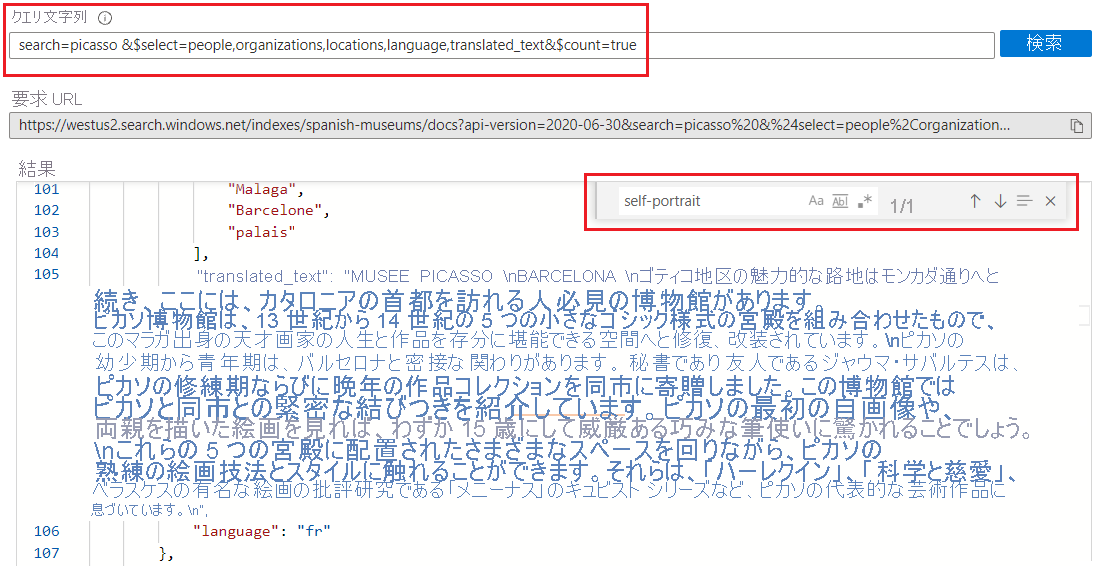 クエリ文字列
search=picasso &$select=people,organizations,locations,language,translated_text&$count=true
検索
要求 URL
https://westus2.search.windows.net/indexes/spanish-museums/docs?api-version=2020-06-30&search=picasso%20&%24select=people%2Corganization...
結果
self-portrait
Aa
Abl
.*
1/1
101 "Malaga",
102 "Barcelone",
103 "palais"
104 ],
105 "translated_text": "MUSEE PICASSO \nBARCELONA \nゴティコ地区の魅力的な路地はモンカダ通りへと
続き、ここには、カタロニアの首都を訪れる人必見の博物館があります。
ピカソ博物館は、13 世紀から 14 世紀の 5 つの小さなゴシック様式の宮殿を組み合わせたもので、
このマラガ出身の天才画家の人生と作品を存分に堪能できる空間へと修復、改装されています。\nピカソの
幼少期から青年期は、バルセロナと密接な関わりがあります。 秘書であり友人であるジャウマ・サバルテスは、
ピカソの修練期ならびに晩年の作品コレクションを同市に寄贈しました。この博物館では
ピカソと同市との緊密な結びつきを紹介しています。ピカソの最初の自画像や、
両親を描いた絵画を見れば、わずか 15 歳にして威厳ある巧みな筆使いに驚かれることでしょう。
\nこれらの 5 つの宮殿に配置されたさまざまなスペースを回りながら、ピカソの
熟練の絵画技法とスタイルに触れることができます。それらは、「ハーレクイン」、「科学と慈愛」、
ベラスケスの有名な絵画の批評研究である「メニーナス」のキュビスト シリーズなど、ピカソの代表的な芸術作品に
息づいています。\n",
106 "language": "fr"
107 },